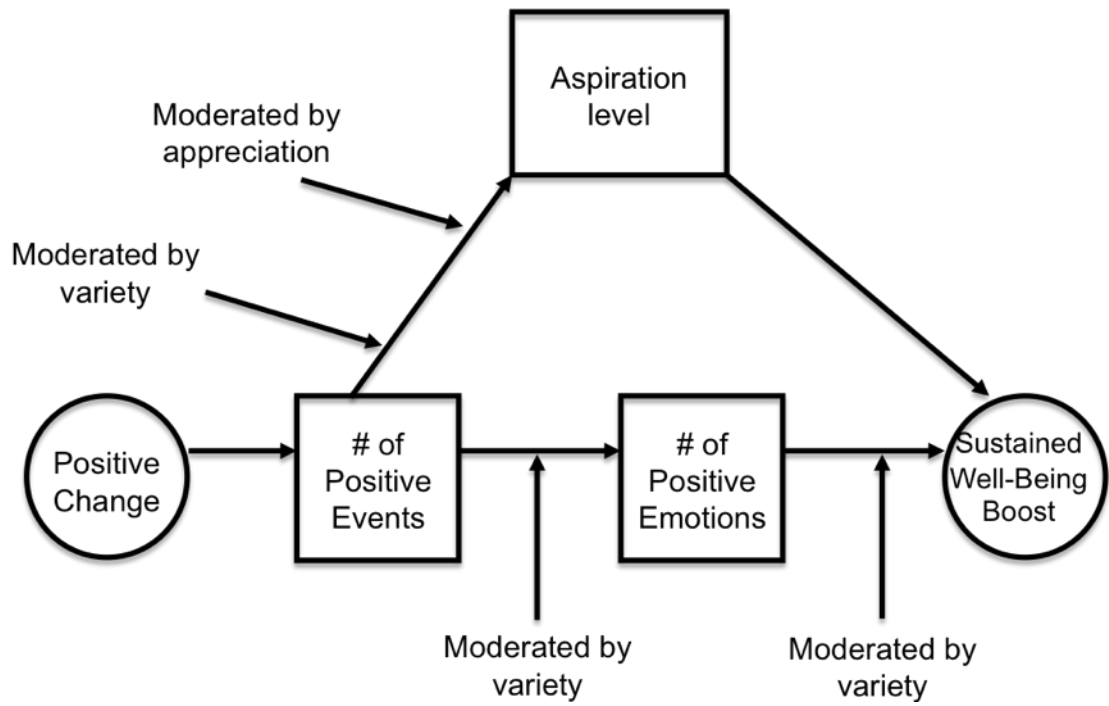 Aspiration
level
Moderated by
appreciation
Moderated by
variety
Positive
Change
# of
Positive
Events
# of
Positive
Emotions
Sustained
Well-Being
Boost
Moderated by
variety
Moderated by
variety